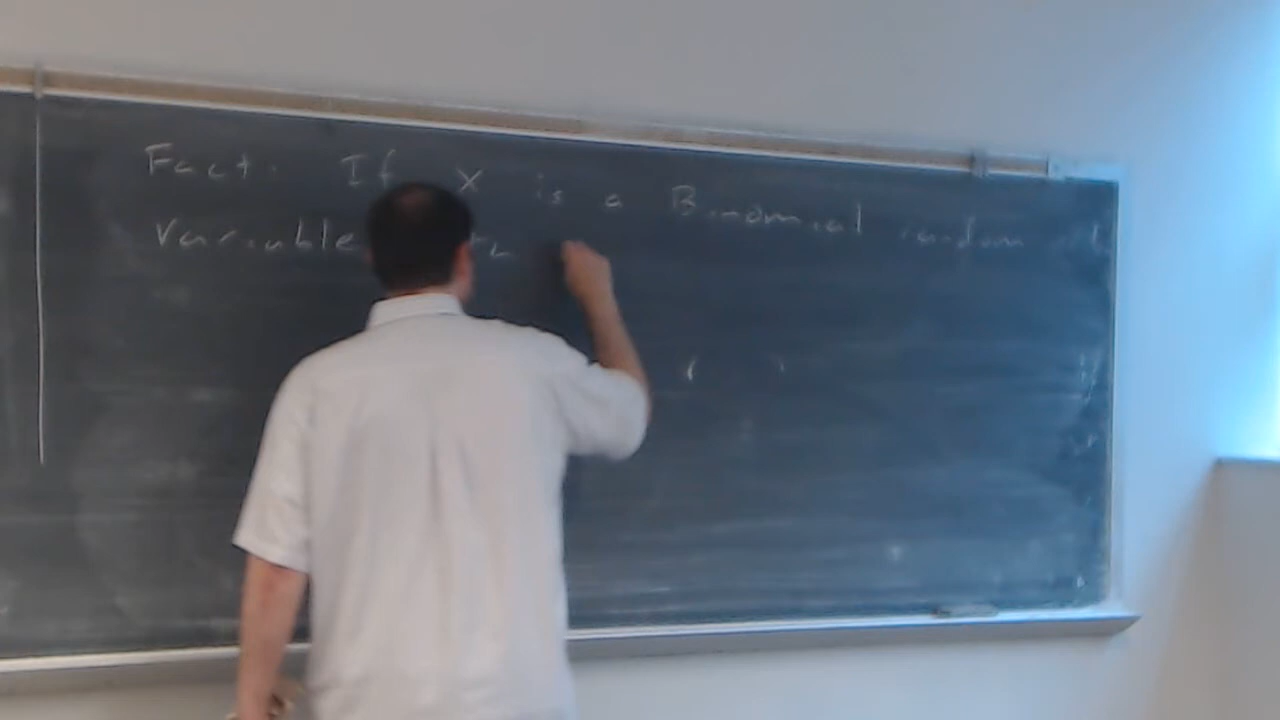 Fact. If X is a Binomial random
Variable